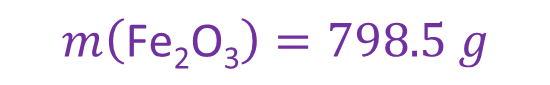 m(Fe₂O₃) = 798.5 g